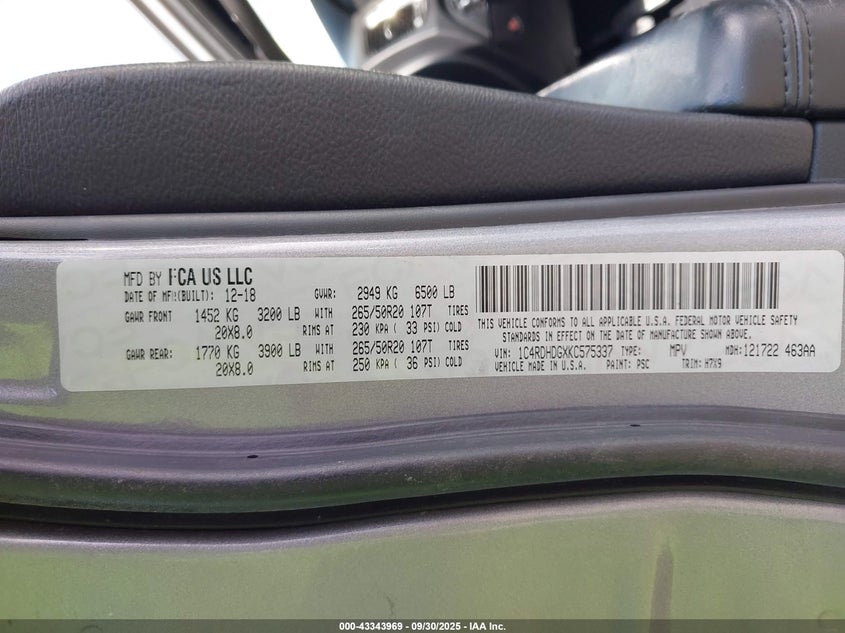 MFD BY FCA US LLC
DATE OF MFR(BUILT): 12-18 GVWR: 2949 KG 6500 LB
GAWR FRONT 1452 KG 3200 LB WITH 265/50R20 107T TIRES
20X8.0 RIMS AT 230 KPA ( 33 PSI) COLD
GAWR REAR: 1770 KG 3900 LB WITH 265/50R20 107T TIRES
20X8.0 RIMS AT 250 KPA ( 36 PSI) COLD
THIS VEHICLE CONFORMS TO ALL APPLICABLE U.S.A. FEDERAL MOTOR VEHICLE SAFETY
STANDARDS IN EFFECT ON THE DATE OF MANUFACTURE SHOWN ABOVE.
VIN: 1C4RDHDGXKC575337 TYPE: MPV MDH: 121722 463AA
VEHICLE MADE IN U.S.A. PAINT: PSC TRIM: H7X9
000-43343969 — 09/30/2025 — IAA Inc.